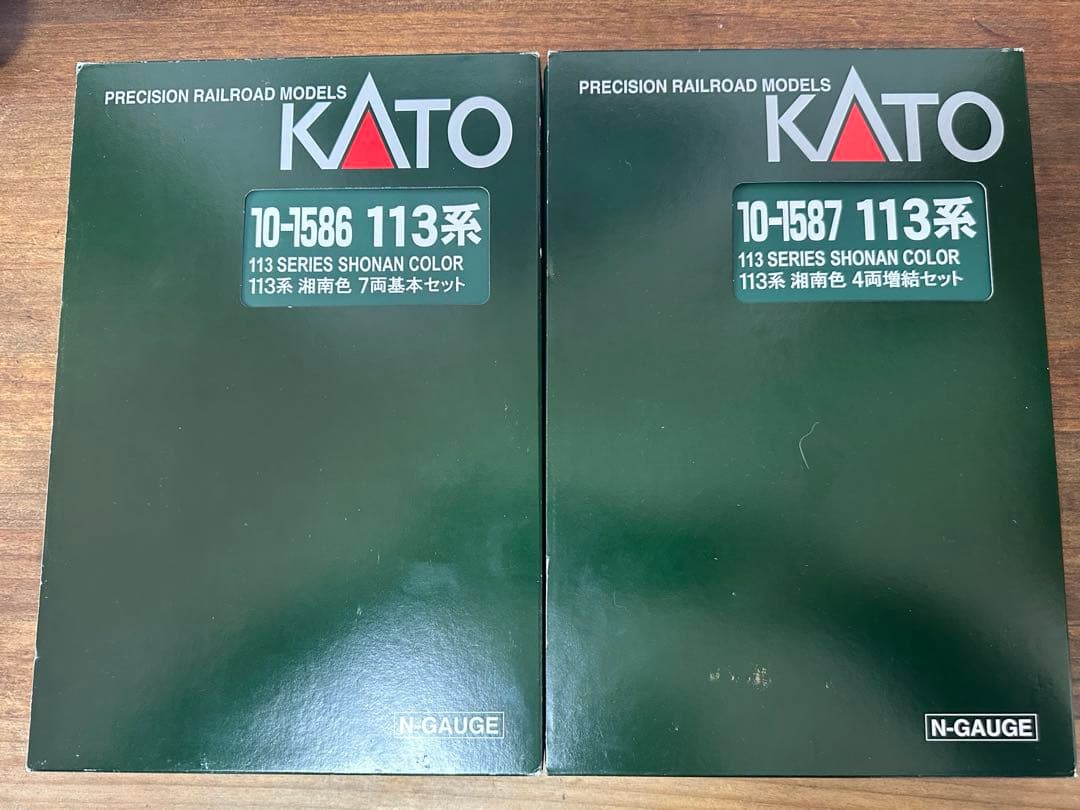 PRECISION RAILROAD MODELS
KATO
10-1586 113系
113 SERIES SHONAN COLOR
113系 湘南色 7両基本セット
N-GAUGE
PRECISION RAILROAD MODELS
KATO
10-1587 113系
113 SERIES SHONAN COLOR
113系 湘南色 4両増結セット
N-GAUGE